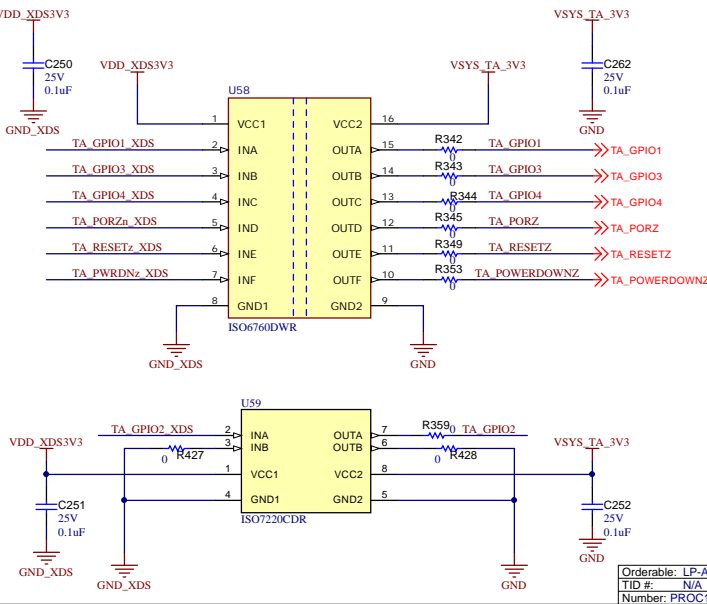 VDD_XDS3V3
VSYS_TA_3V3
C250
25V
0.1uF
GND_XDS
VDD_XDS3V3
VSYS_TA_3V3
C262
25V
0.1uF
GND
U58
1 VCC1 VCC2 16
TA_GPIO1_XDS 2 INA OUTA 15 R342 0 TA_GPIO1 TA_GPIO1
TA_GPIO3_XDS 3 INB OUTB 14 R343 0 TA_GPIO3 TA_GPIO3
TA_GPIO4_XDS 4 INC OUTC 13 R344 0 TA_GPIO4 TA_GPIO4
TA_PORZn_XDS 5 IND OUTD 12 R345 0 TA_PORZ TA_PORZ
TA_RESETz_XDS 6 INE OUTE 11 R349 0 TA_RESETZ TA_RESETZ
TA_PWRDNz_XDS 7 INF OUTF 10 R353 0 TA_POWERDOWNZ TA_POWERDOWNZ
8 GND1 GND2 9
ISO6760DWR
GND_XDS
GND
U59
TA_GPIO2_XDS 2 INA OUTA 7 R359 0 TA_GPIO2
0 R427 3 INB OUTB 6 0 R428
VDD_XDS3V3
1 VCC1 VCC2 8
VSYS_TA_3V3
4 GND1 GND2 5
ISO7220CDR
C251
25V
0.1uF
GND_XDS
GND_XDS
GND
C252
25V
0.1uF
GND
Orderable: LP-A
TID #: N/A
Number: PROC1